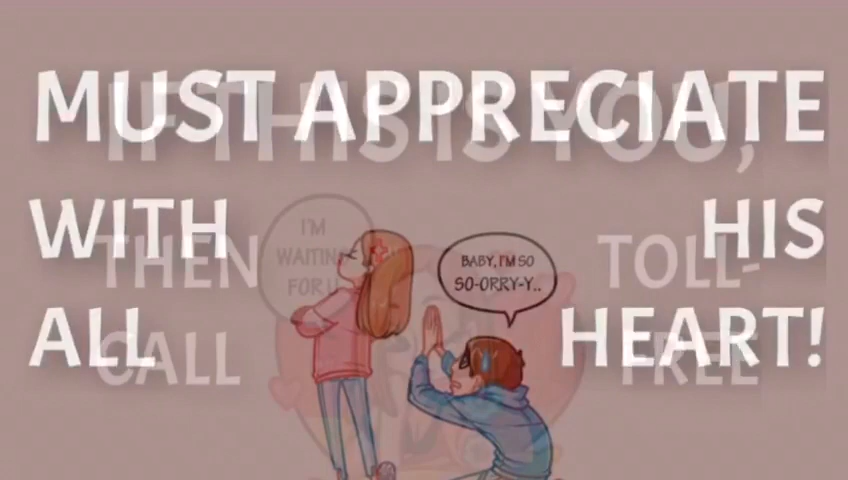 MUST APPRECIATE
WITH HIS
ALL HEART!
IF THIS IS YOU,
THEN TOLL-
CALL FREE
I'M
WAITING
FOR U
BABY, I'M SO
SO-ORRY-Y..